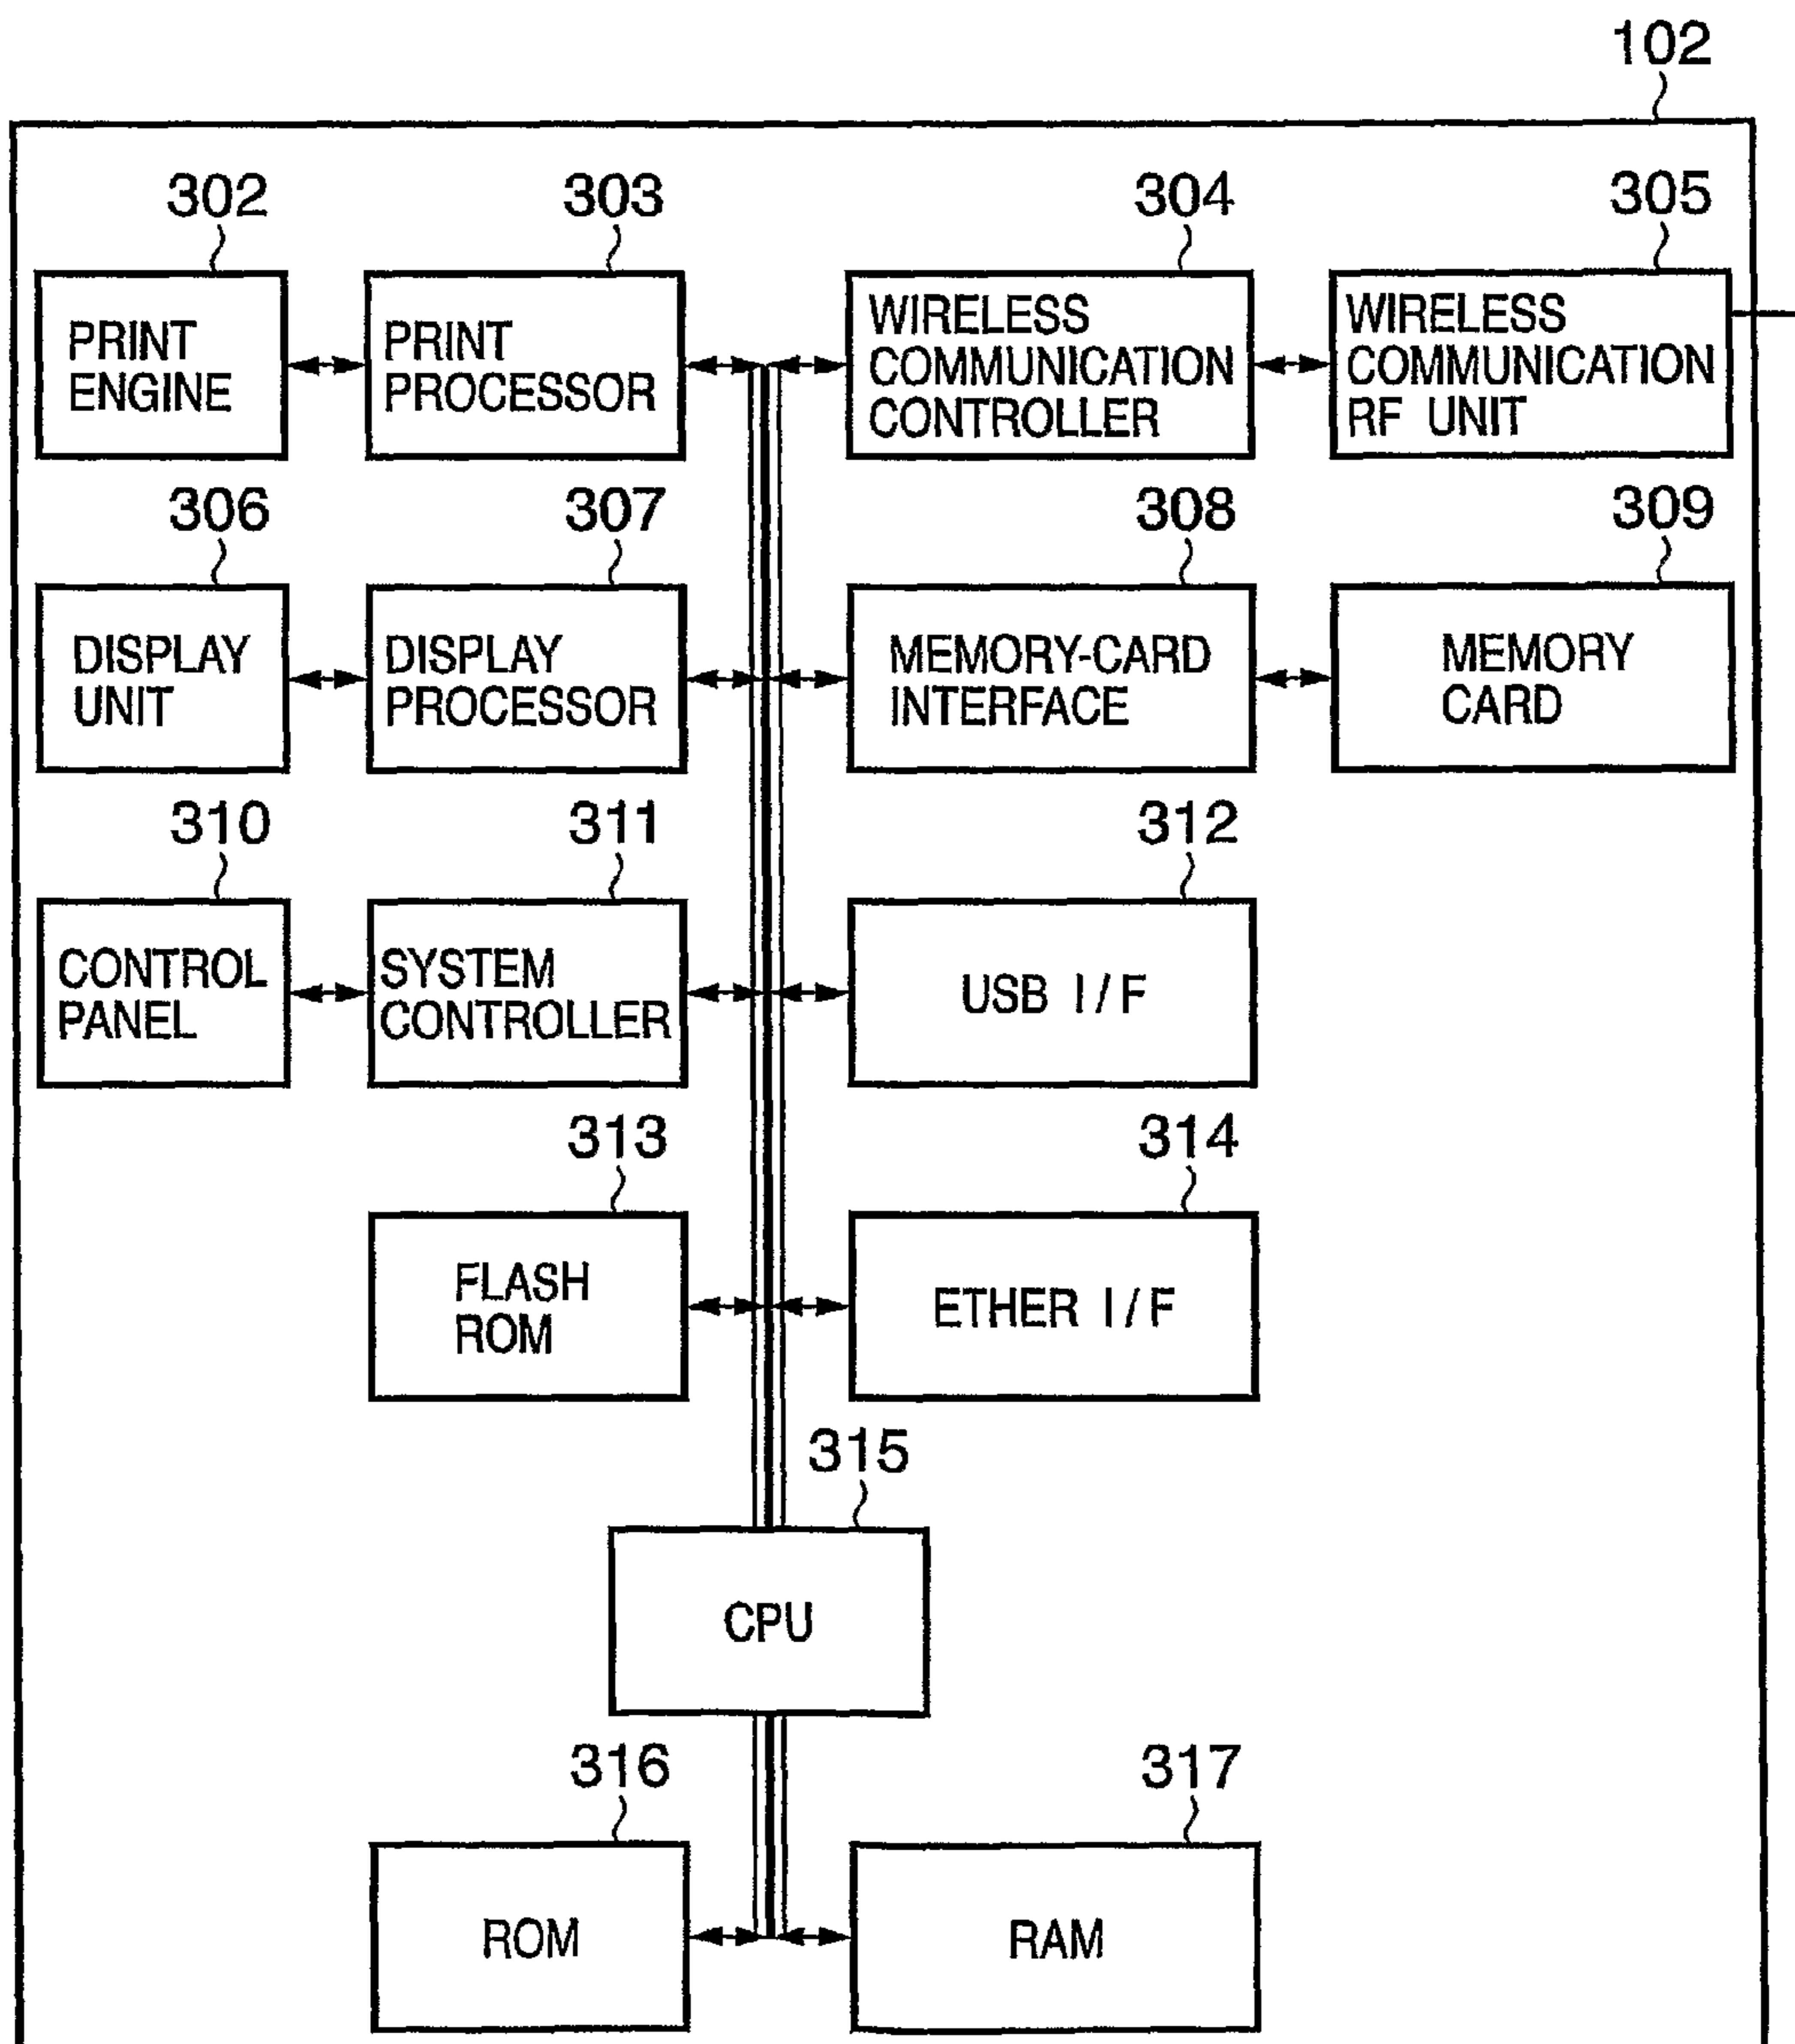 102
302
303
304
305
PRINT
ENGINE
PRINT
PROCESSOR
WIRELESS
COMMUNICATION
CONTROLLER
WIRELESS
COMMUNICATION
RF UNIT
306
307
308
309
DISPLAY
UNIT
DISPLAY
PROCESSOR
MEMORY-CARD
INTERFACE
MEMORY
CARD
310
311
312
CONTROL
PANEL
SYSTEM
CONTROLLER
USB I/F
313
314
FLASH
ROM
ETHER I/F
315
CPU
316
317
ROM
RAM